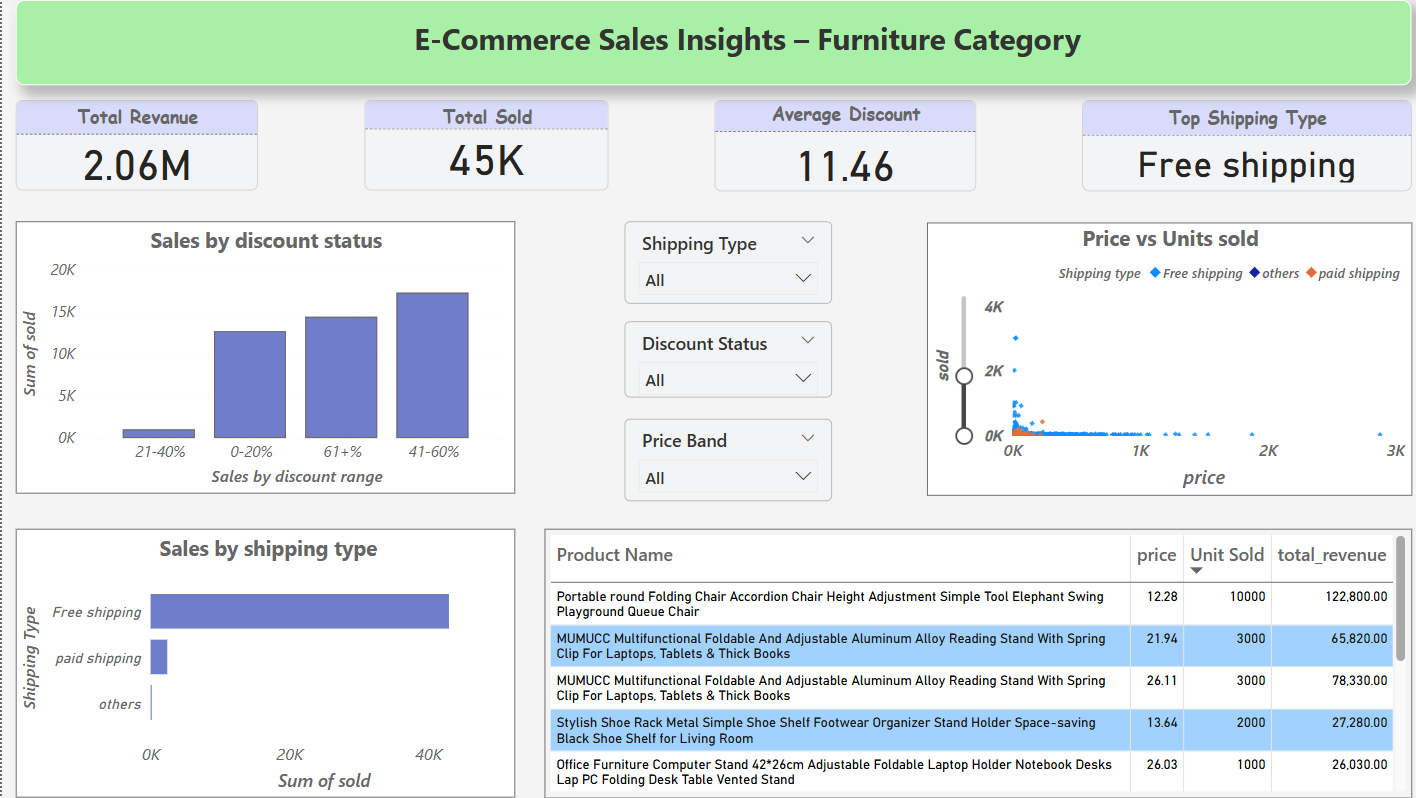 E-Commerce Sales Insights – Furniture Category
Total Revanue
2.06M
Total Sold
45K
Average Discount
11.46
Top Shipping Type
Free shipping
Sales by discount status
20K
15K
10K
5K
0K
Sum of sold
21-40%
0-20%
61+%
41-60%
Sales by discount range
Shipping Type
All
Discount Status
All
Price Band
All
Price vs Units sold
Shipping type Free shipping others paid shipping
4K
2K
0K
sold
0K
1K
2K
3K
price
Sales by shipping type
Shipping Type
Free shipping
paid shipping
others
0K
20K
40K
Sum of sold
Product Name price Unit Sold total_revenue
Portable round Folding Chair Accordion Chair Height Adjustment Simple Tool Elephant Swing 12.28 10000 122,800.00
Playground Queue Chair
MUMUCC Multifunctional Foldable And Adjustable Aluminum Alloy Reading Stand With Spring 21.94 3000 65,820.00
Clip For Laptops, Tablets & Thick Books
MUMUCC Multifunctional Foldable And Adjustable Aluminum Alloy Reading Stand With Spring 26.11 3000 78,330.00
Clip For Laptops, Tablets & Thick Books
Stylish Shoe Rack Metal Simple Shoe Shelf Footwear Organizer Stand Holder Space-saving 13.64 2000 27,280.00
Black Shoe Shelf for Living Room
Office Furniture Computer Stand 42*26cm Adjustable Foldable Laptop Holder Notebook Desks 26.03 1000 26,030.00
Lap PC Folding Desk Table Vented Stand